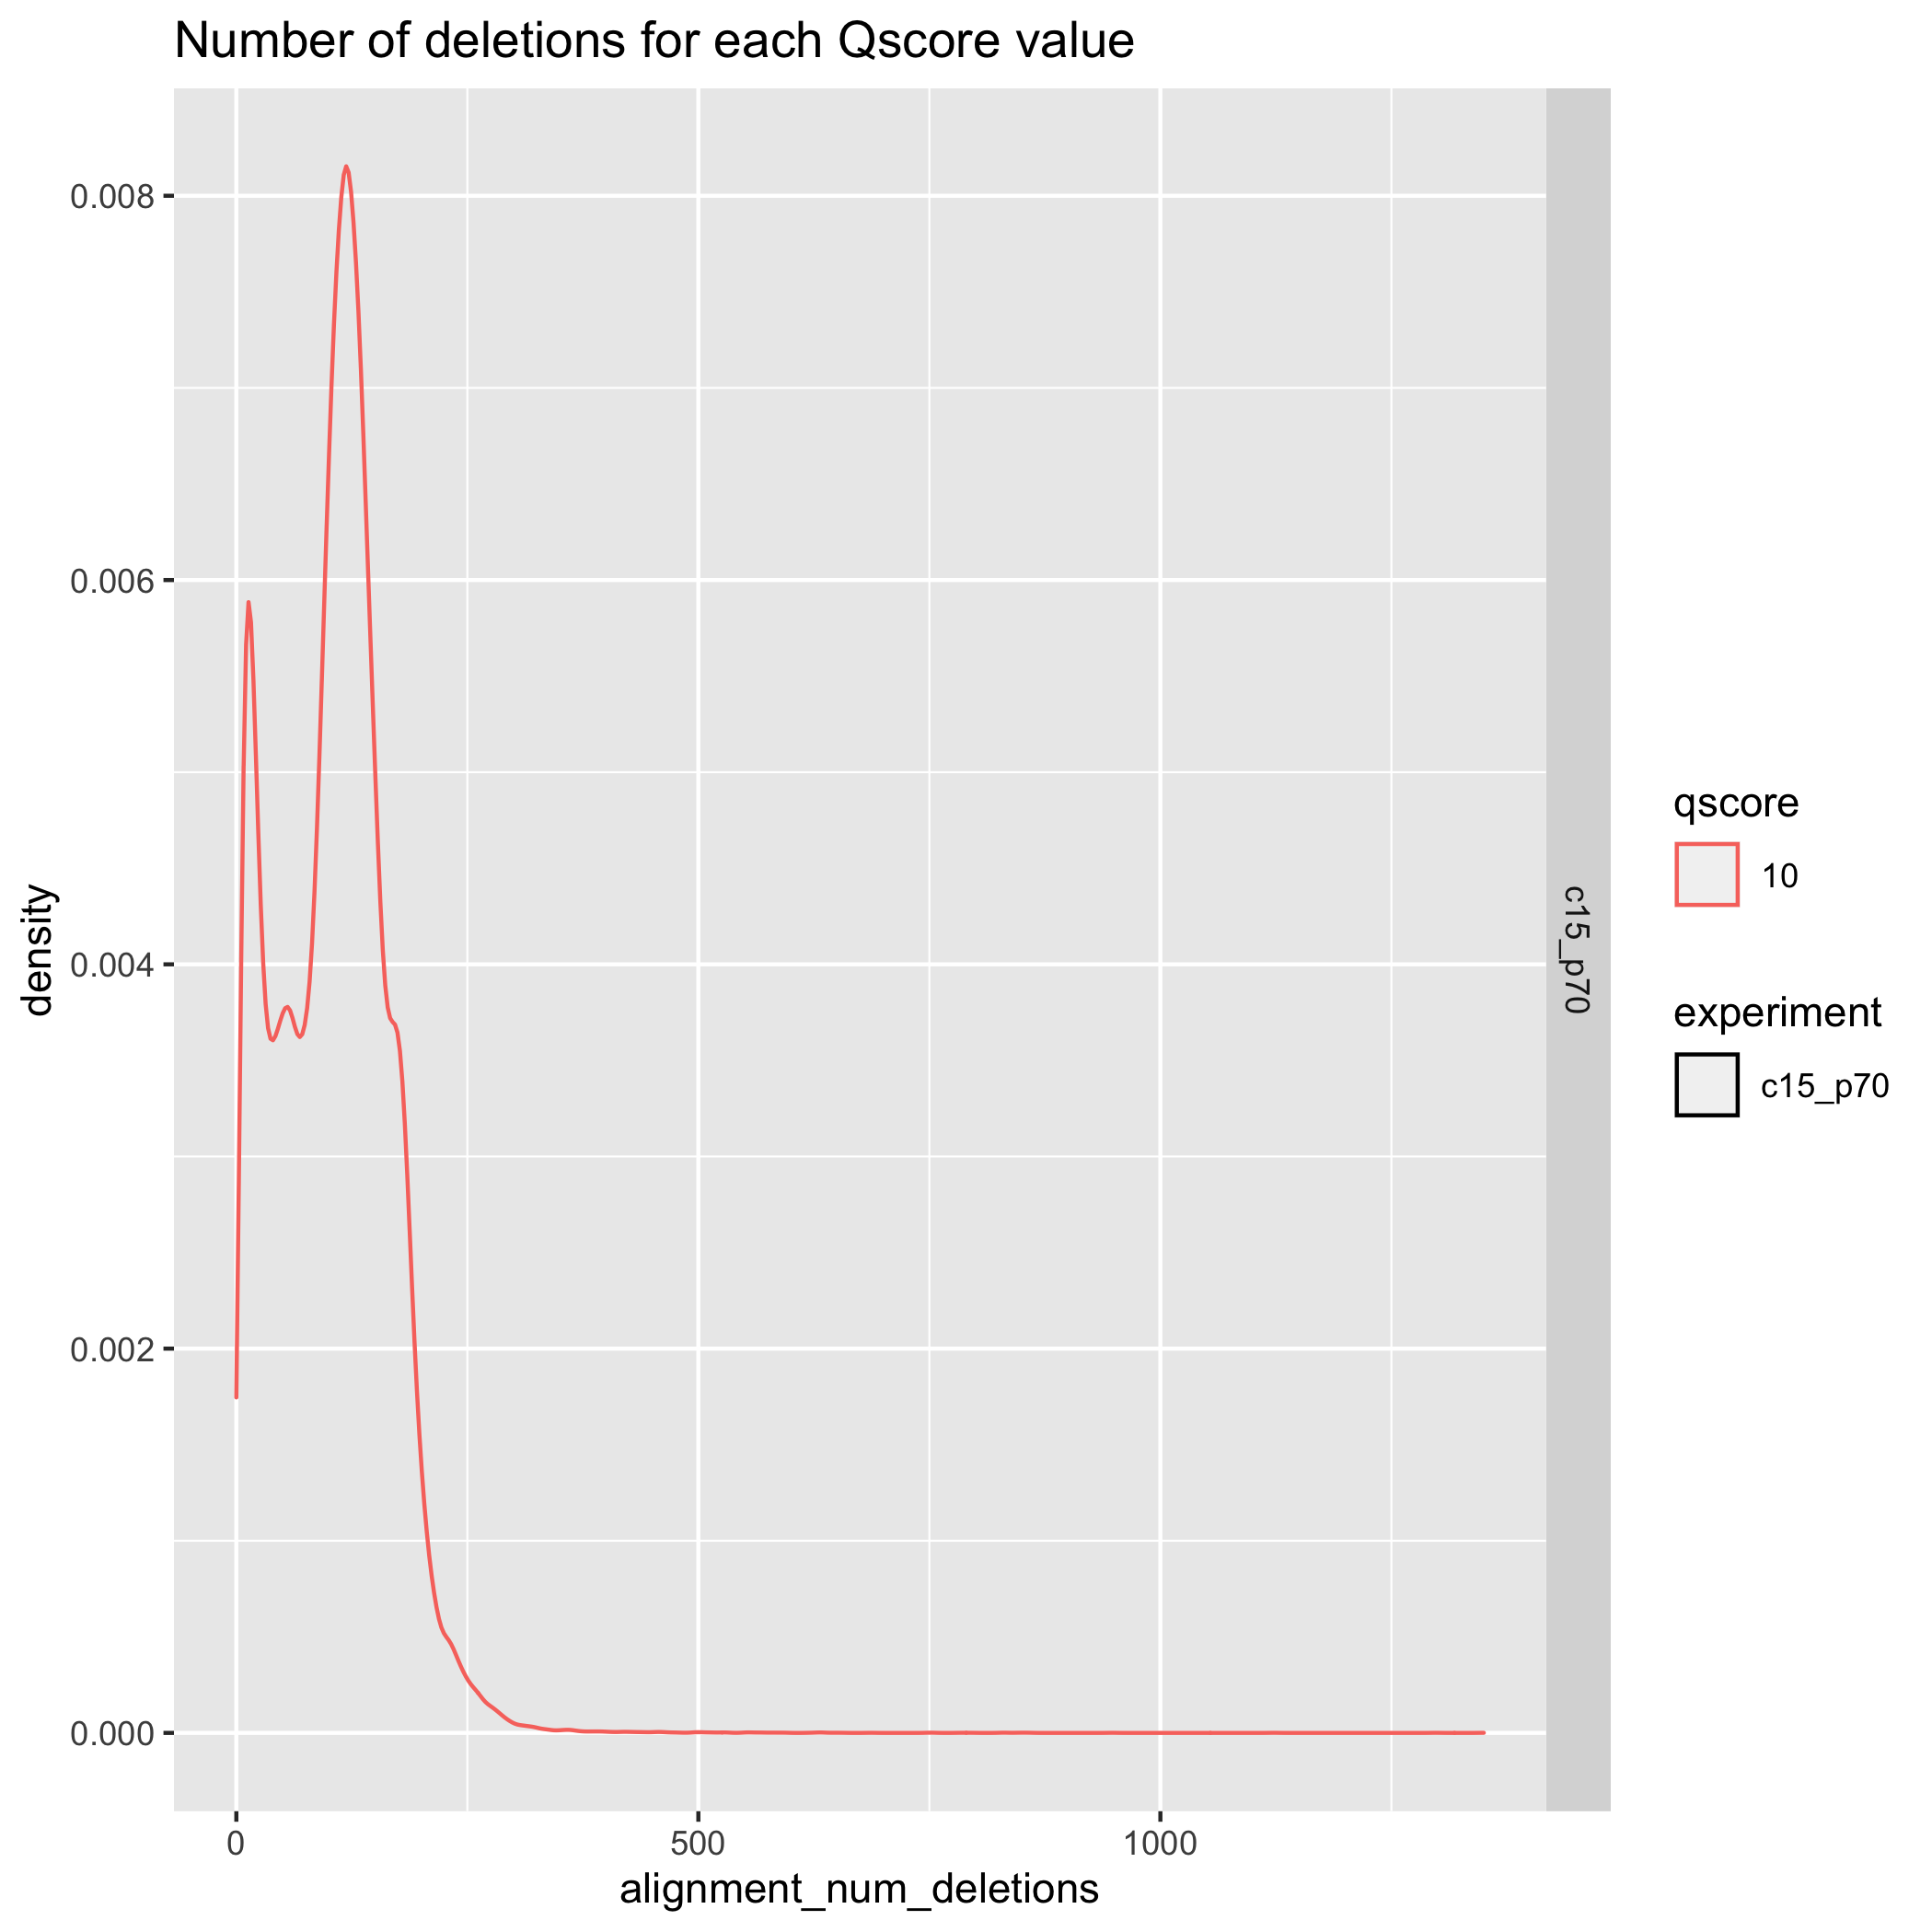 Number of deletions for each Qscore value
0.008
0.006
0.004
0.002
0.000
density
0
500
1000
alignment_num_deletions
c15_p70
qscore
10
experiment
c15_p70